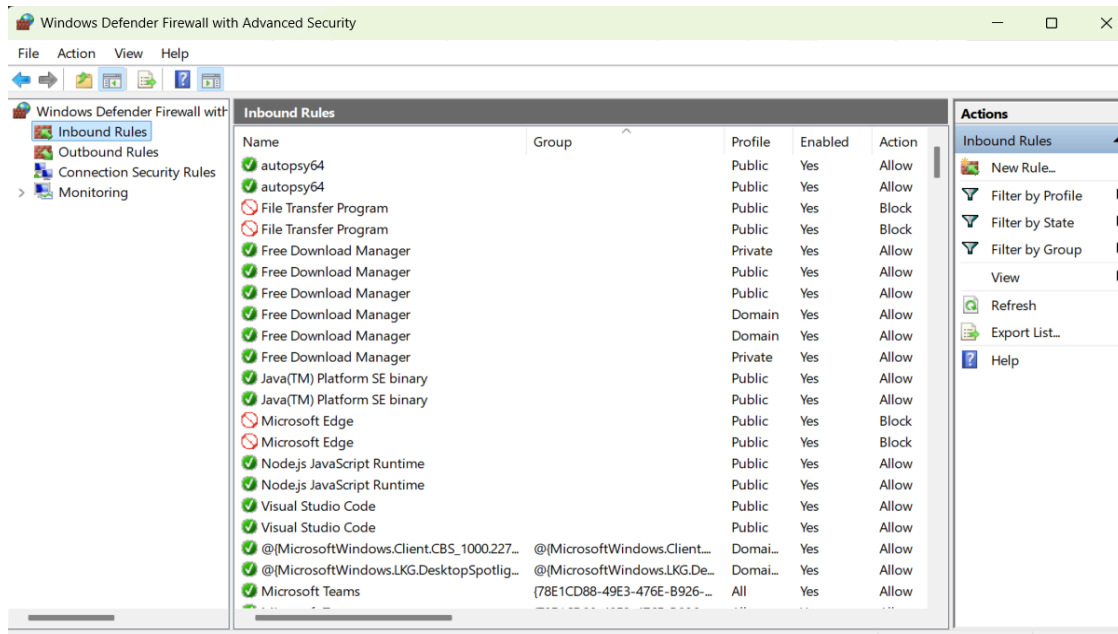 Windows Defender Firewall with Advanced Security
File Action View Help
Windows Defender Firewall with
Inbound Rules
Outbound Rules
Connection Security Rules
Monitoring
Inbound Rules
Name Group Profile Enabled Action
autopsy64 Public Yes Allow
autopsy64 Public Yes Allow
File Transfer Program Public Yes Block
File Transfer Program Public Yes Block
Free Download Manager Private Yes Allow
Free Download Manager Public Yes Allow
Free Download Manager Public Yes Allow
Free Download Manager Domain Yes Allow
Free Download Manager Domain Yes Allow
Free Download Manager Private Yes Allow
Java(TM) Platform SE binary Public Yes Allow
Java(TM) Platform SE binary Public Yes Allow
Microsoft Edge Public Yes Block
Microsoft Edge Public Yes Block
Node.js JavaScript Runtime Public Yes Allow
Node.js JavaScript Runtime Public Yes Allow
Visual Studio Code Public Yes Allow
Visual Studio Code Public Yes Allow
@{MicrosoftWindows.Client.CBS_1000.227... @{MicrosoftWindows.Client.... Domai... Yes Allow
@{MicrosoftWindows.LKG.DesktopSpotlig... @{MicrosoftWindows.LKG.De... Domai... Yes Allow
Microsoft Teams {78E1CD88-49E3-476E-B926-... All Yes Allow
Actions
Inbound Rules
New Rule...
Filter by Profile
Filter by State
Filter by Group
View
Refresh
Export List...
Help